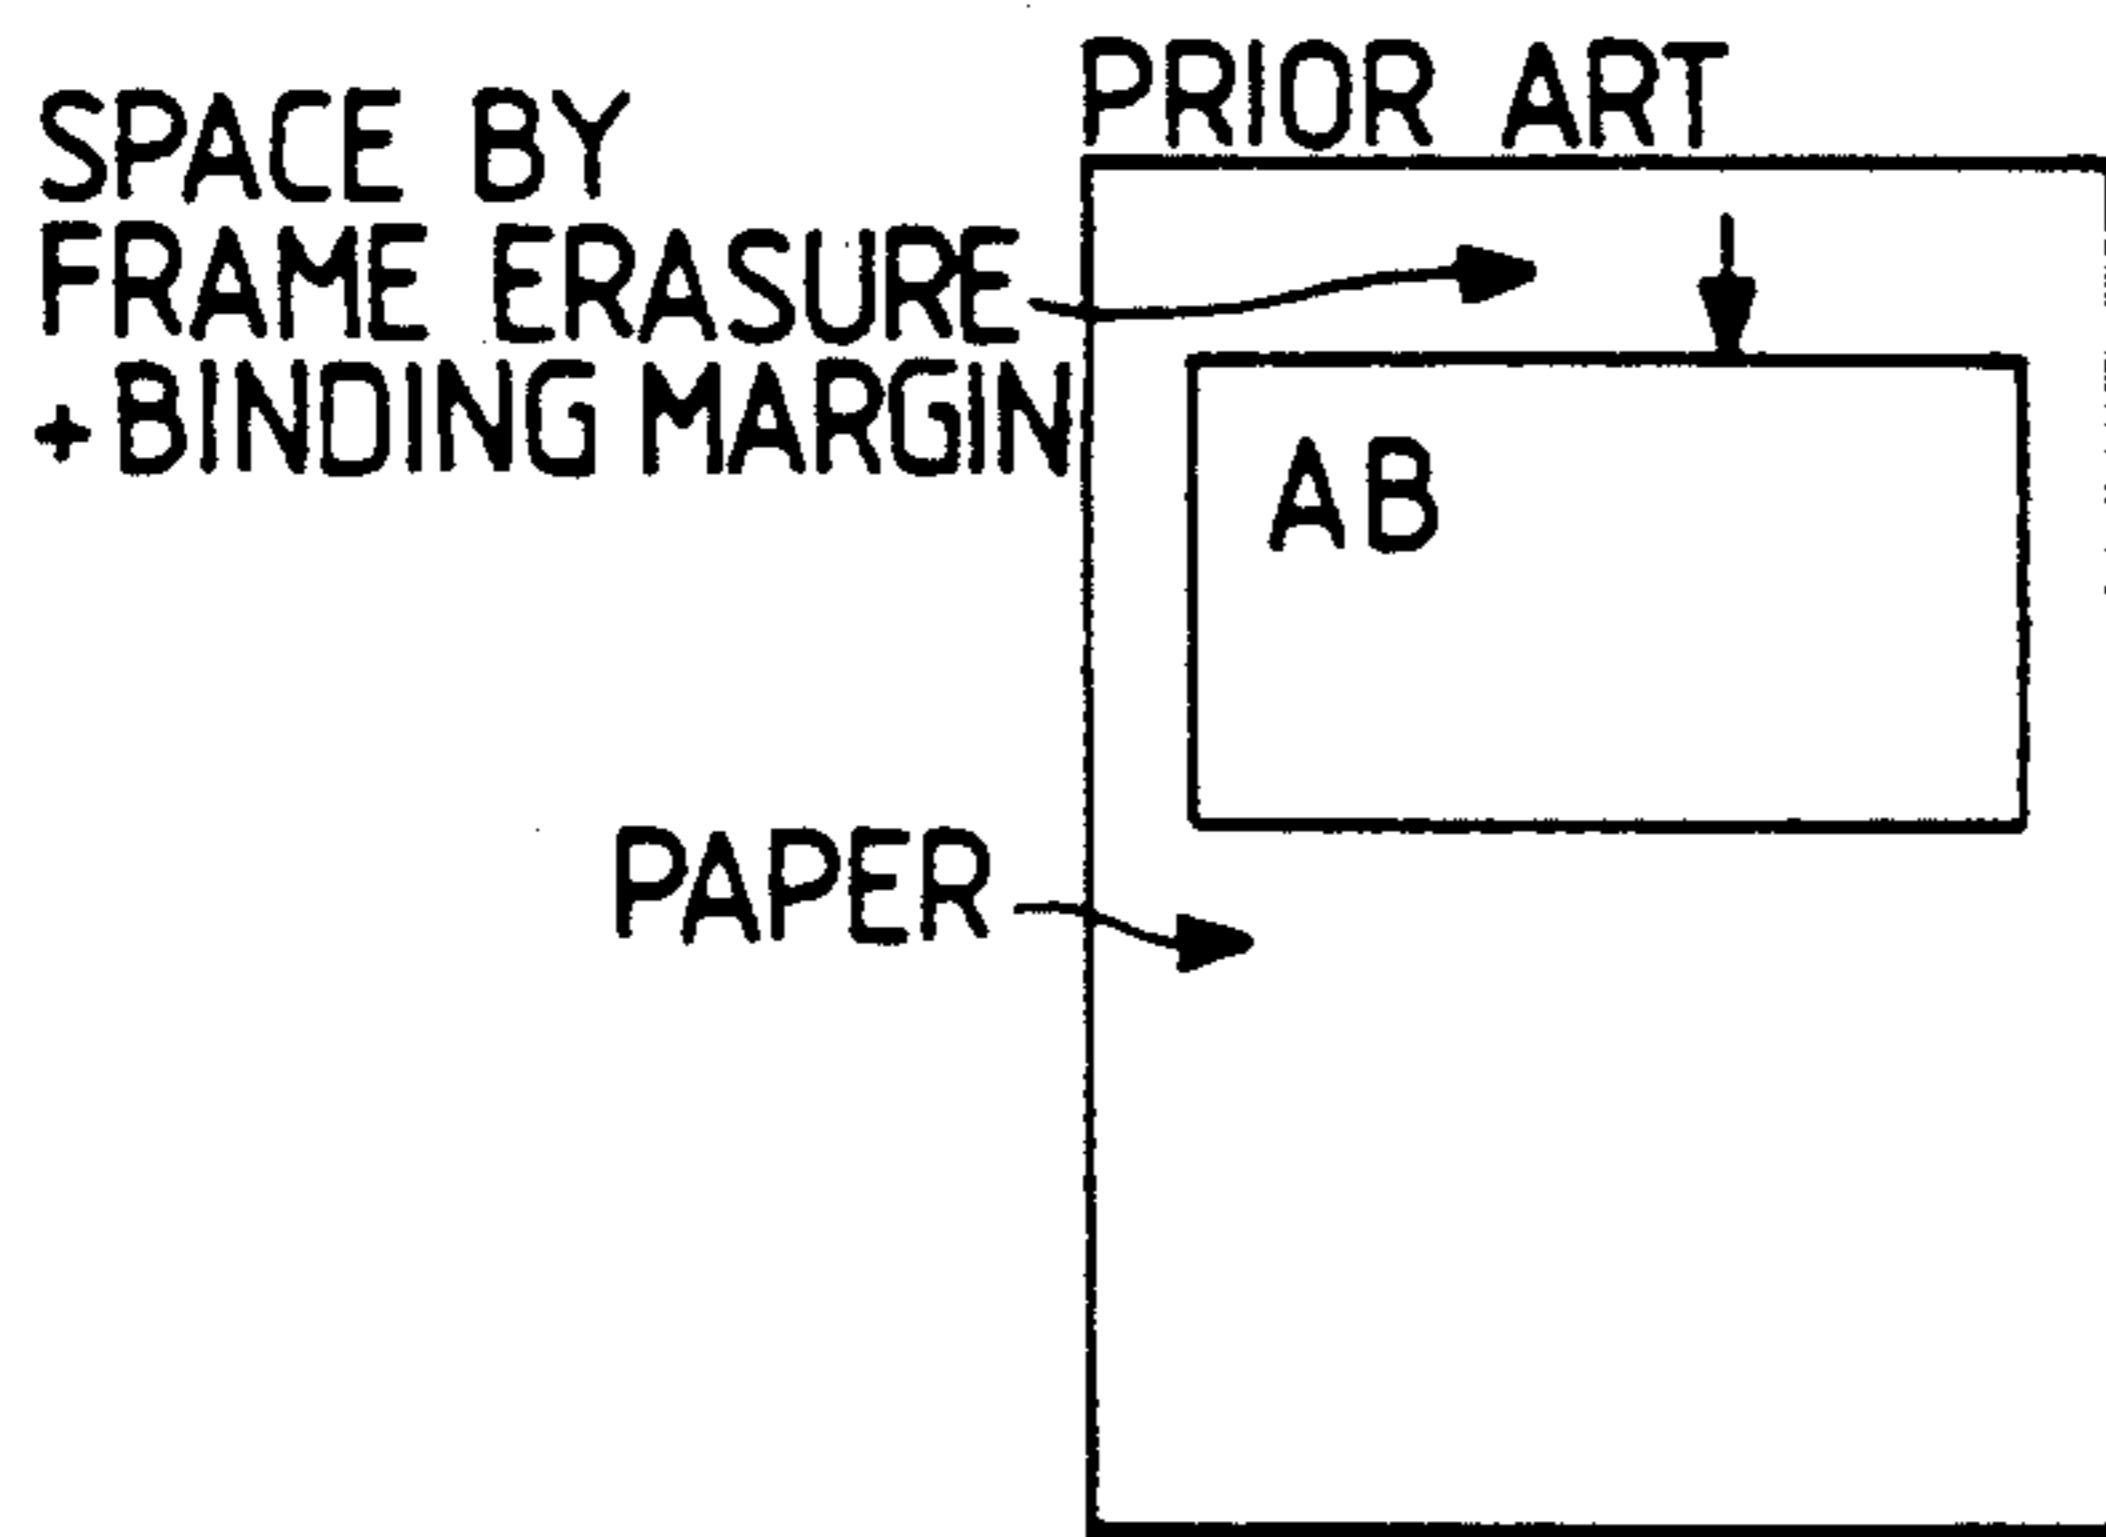 PRIOR ART
SPACE BY
FRAME ERASURE
+BINDING MARGIN
AB
PAPER